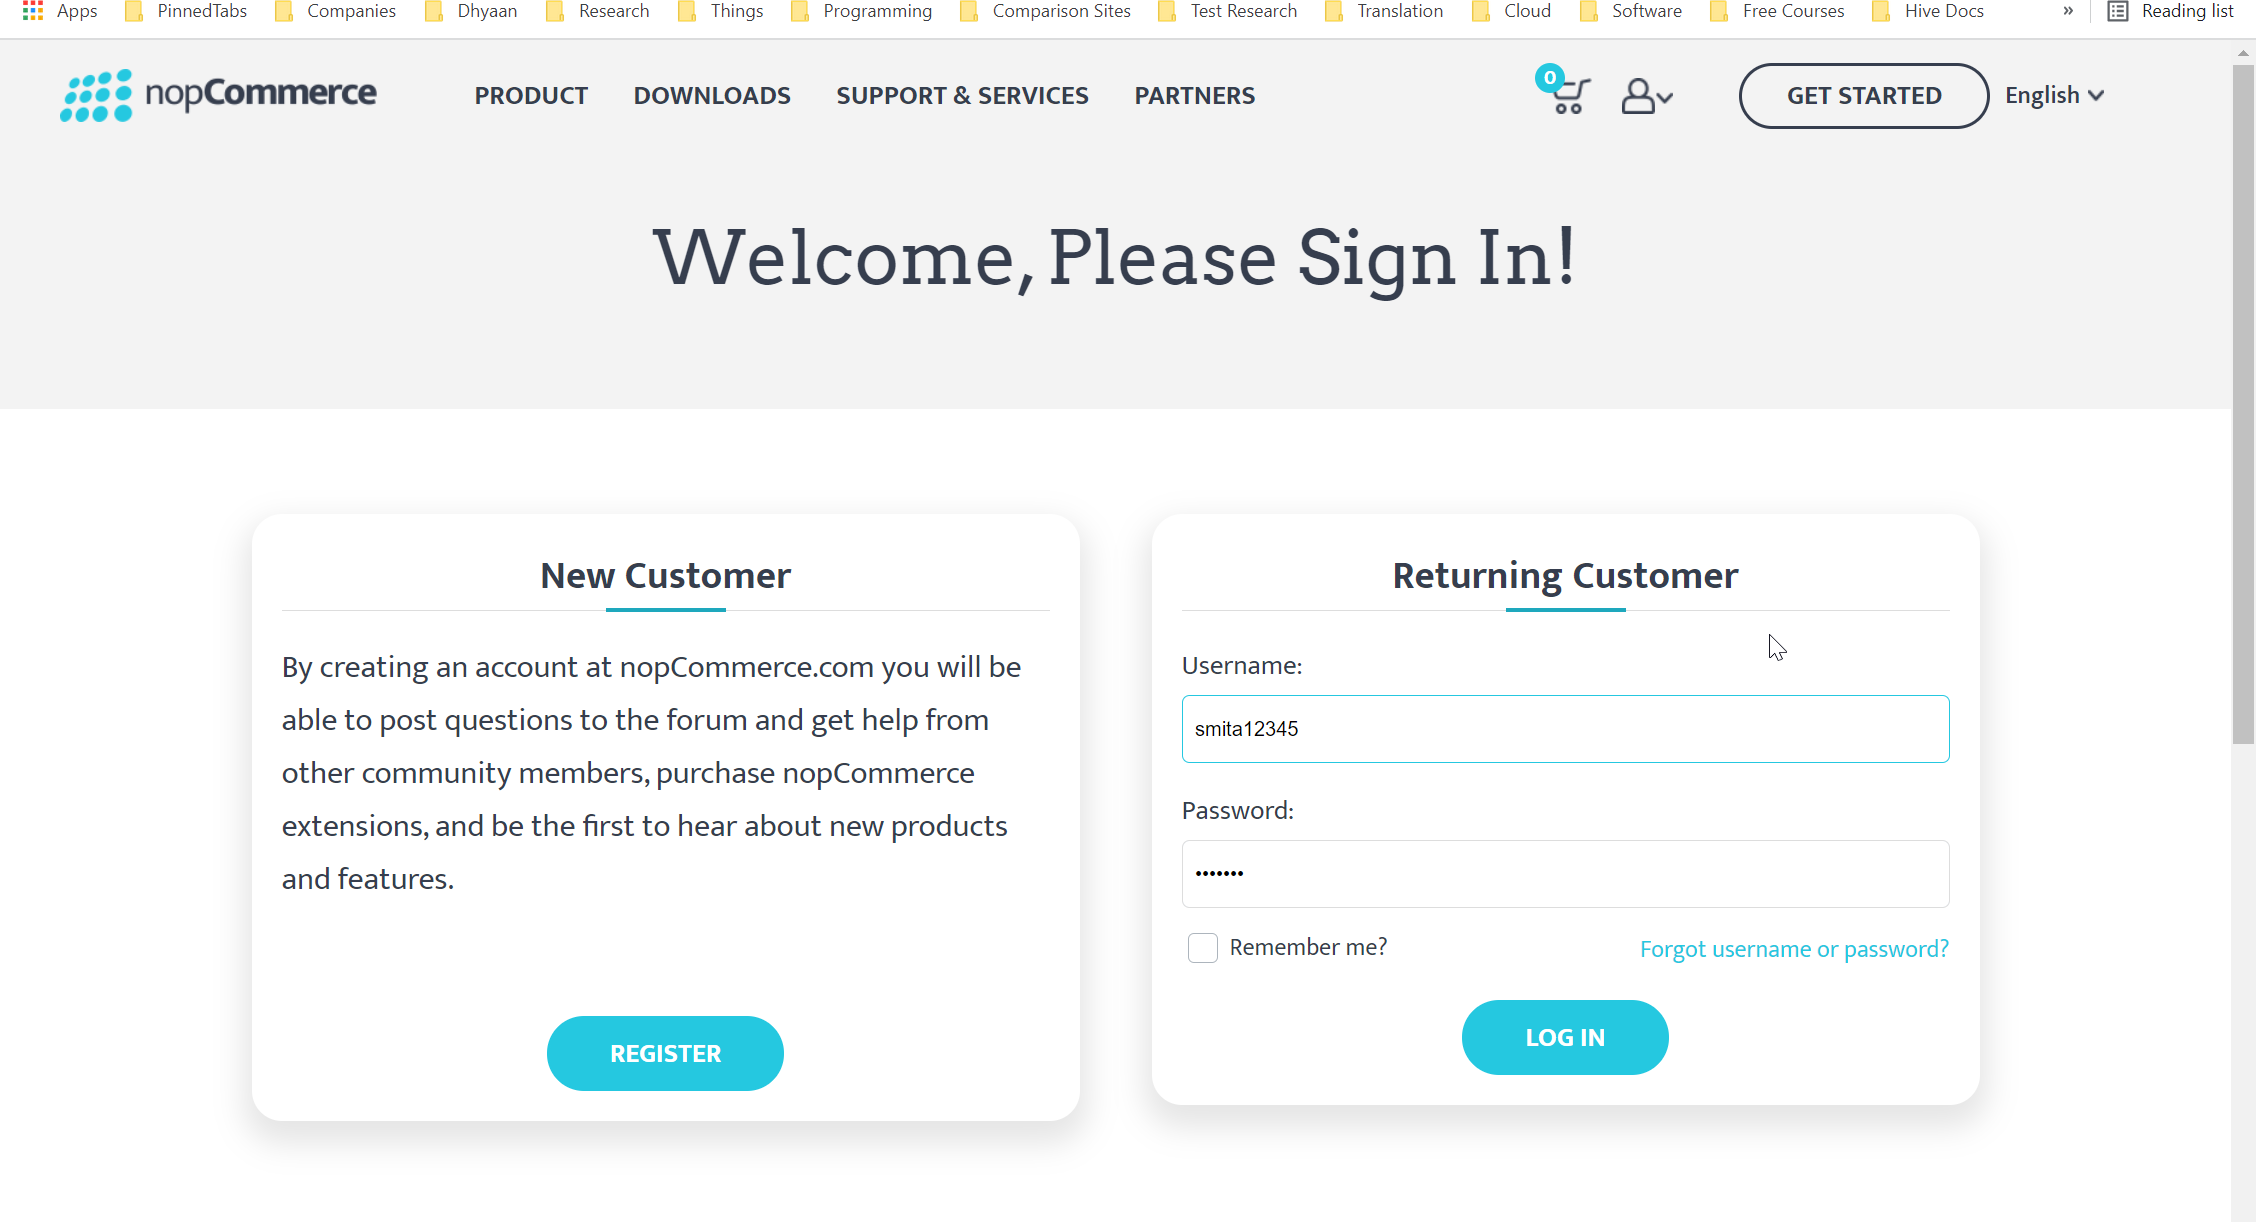 Apps PinnedTabs Companies Dhyaan Research Things Programming Comparison Sites Test Research Translation Cloud Software Free Courses Hive Docs » Reading list
nopCommerce PRODUCT DOWNLOADS SUPPORT & SERVICES PARTNERS 0 GET STARTED English
Welcome, Please Sign In!
New Customer
By creating an account at nopCommerce.com you will be
able to post questions to the forum and get help from
other community members, purchase nopCommerce
extensions, and be the first to hear about new products
and features.
REGISTER
Returning Customer
Username:
smita12345
Password:
•••••••
Remember me? Forgot username or password?
LOG IN